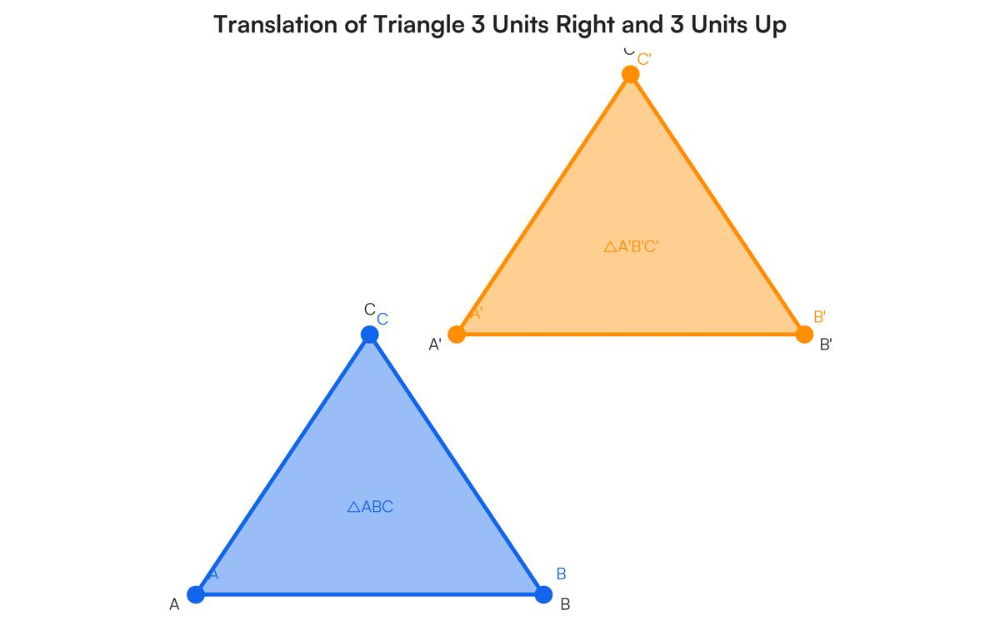 Translation of Triangle 3 Units Right and 3 Units Up
C'
△A'B'C'
C
C
A'
B'
A'
B'
△ABC
A
B
A
B